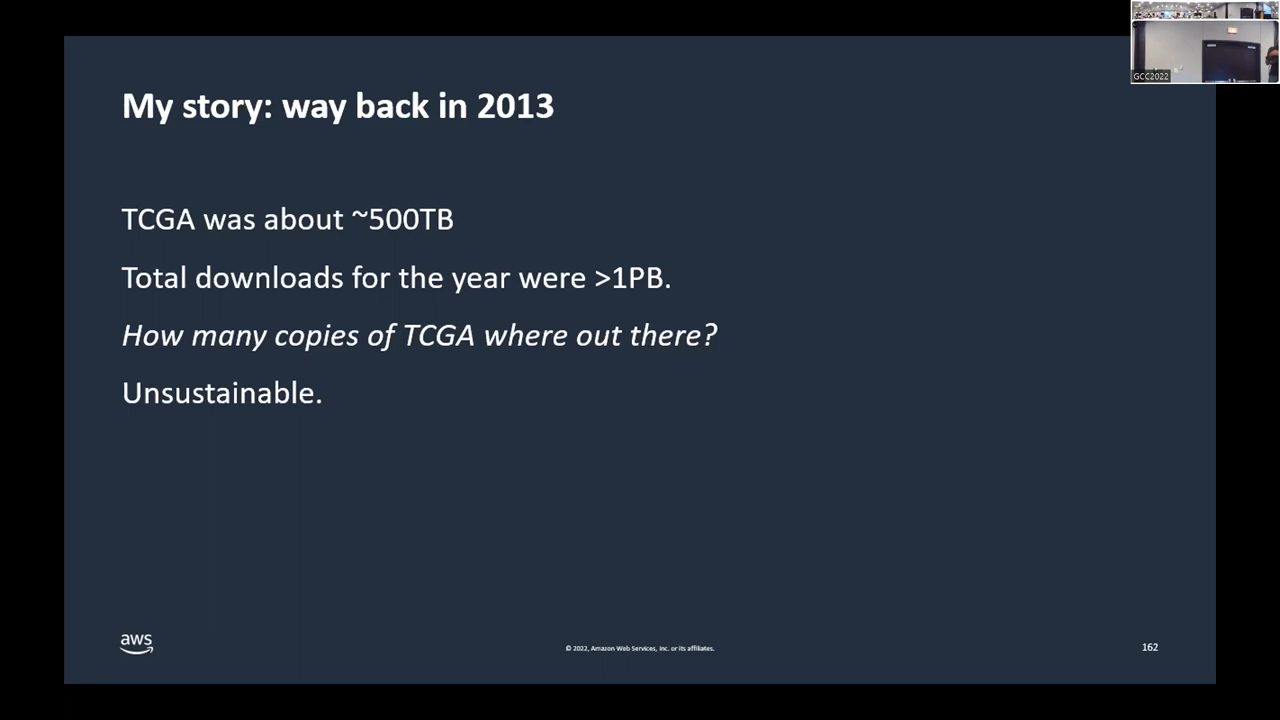 GCC2022
My story: way back in 2013
TCGA was about ~500TB
Total downloads for the year were >1PB.
How many copies of TCGA where out there?
Unsustainable.
aws
© 2022, Amazon Web Services, Inc. or its affiliates.
162